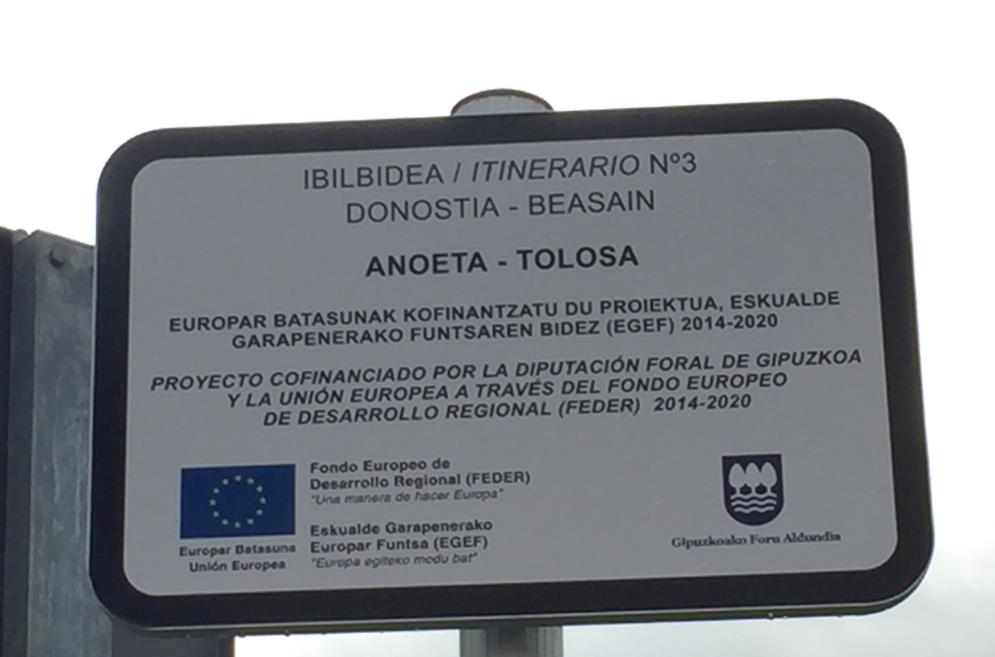 IBILBIDEA / ITINERARIO Nº3
DONOSTIA - BEASAIN
ANOETA - TOLOSA
EUROPAR BATASUNAK KOFINANTZATU DU PROIEKTUA, ESKUALDE
GARAPENERAKO FUNTSAREN BIDEZ (EGEF) 2014-2020
PROYECTO COFINANCIADO POR LA DIPUTACIÓN FORAL DE GIPUZKOA
Y LA UNIÓN EUROPEA A TRAVÉS DEL FONDO EUROPEO
DE DESARROLLO REGIONAL (FEDER) 2014-2020
Fondo Europeo de
Desarrollo Regional (FEDER)
"Una manera de hacer Europa"
Eskualde Garapenerako
Europar Funtsa (EGEF)
"Europa egiteko modu bat"
Europar Batasuna
Unión Europea
Gipuzkoako Foru Aldundia